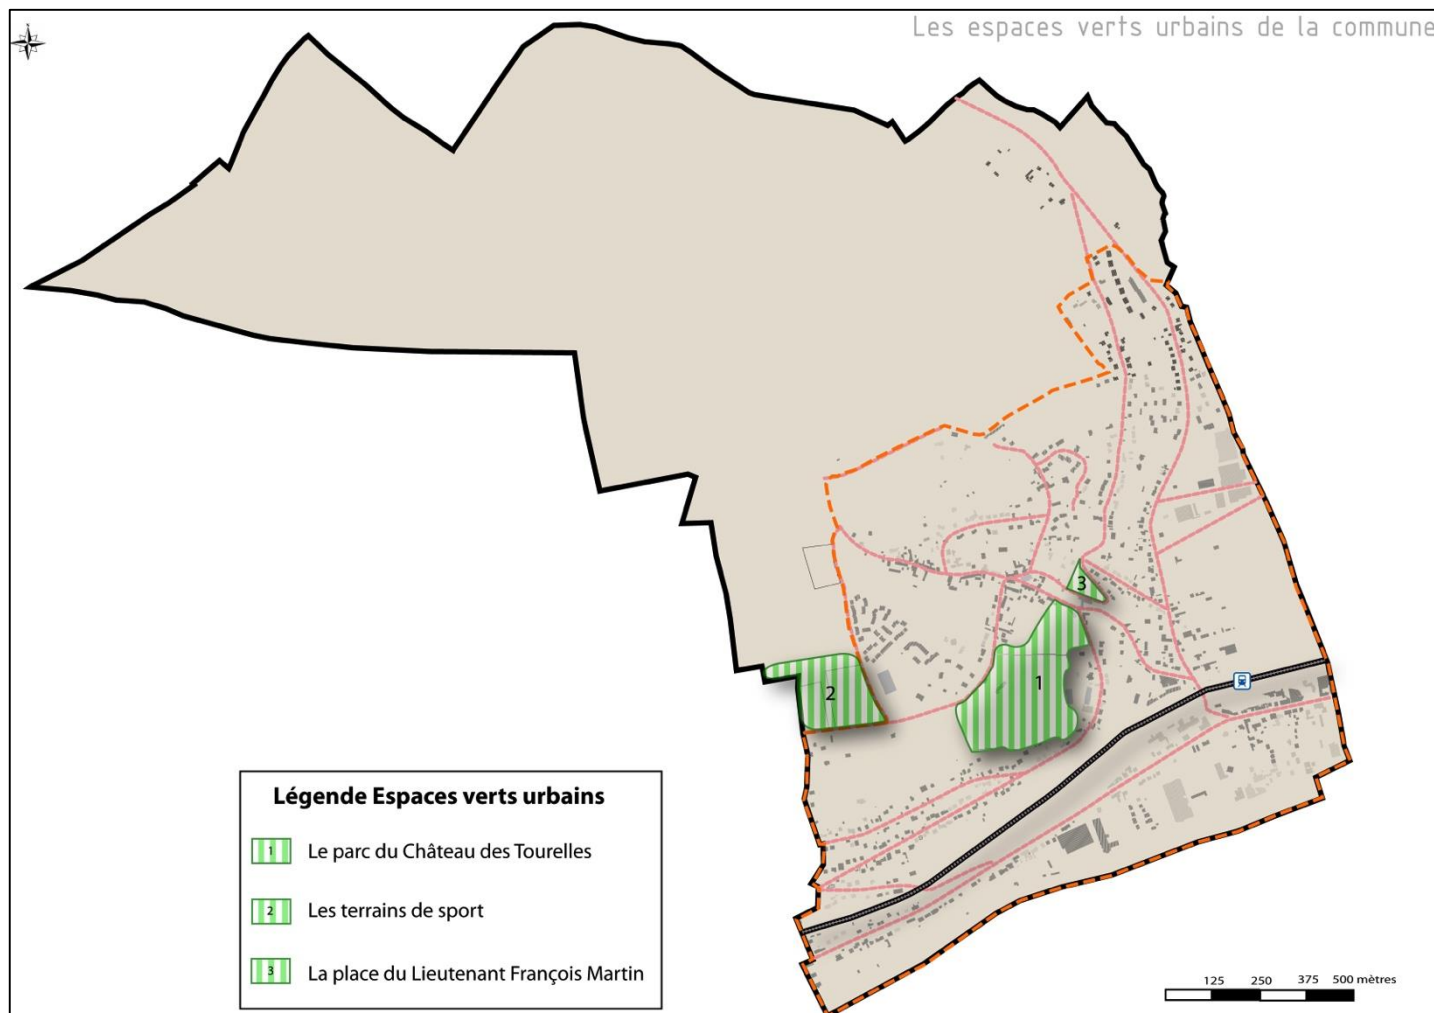 Les espaces verts urbains de la commune
3
1
2
Légende Espaces verts urbains
1 Le parc du Château des Tourelles
2 Les terrains de sport
3 La place du Lieutenant François Martin
125 250 375 500 mètres